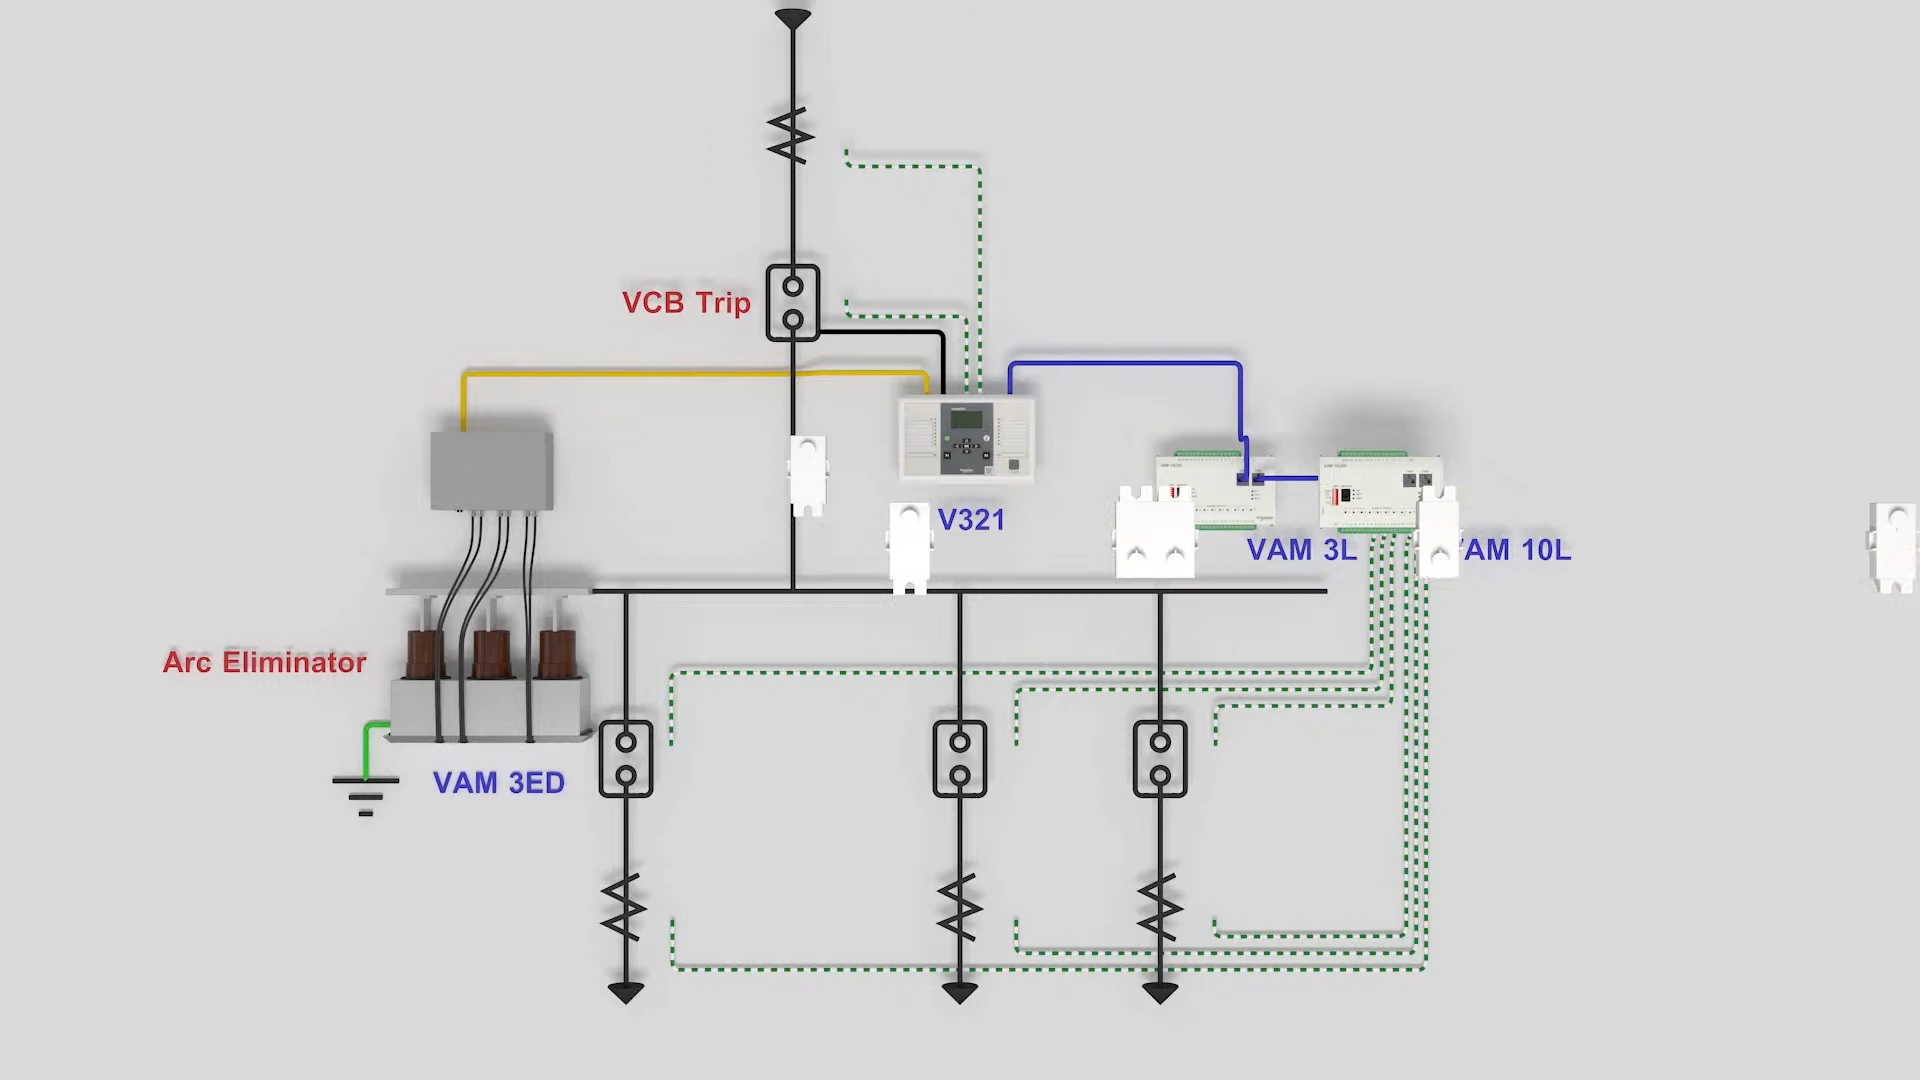 VCB Trip
V321
VAM 3L
AM 10L
Arc Eliminator
VAM 3ED